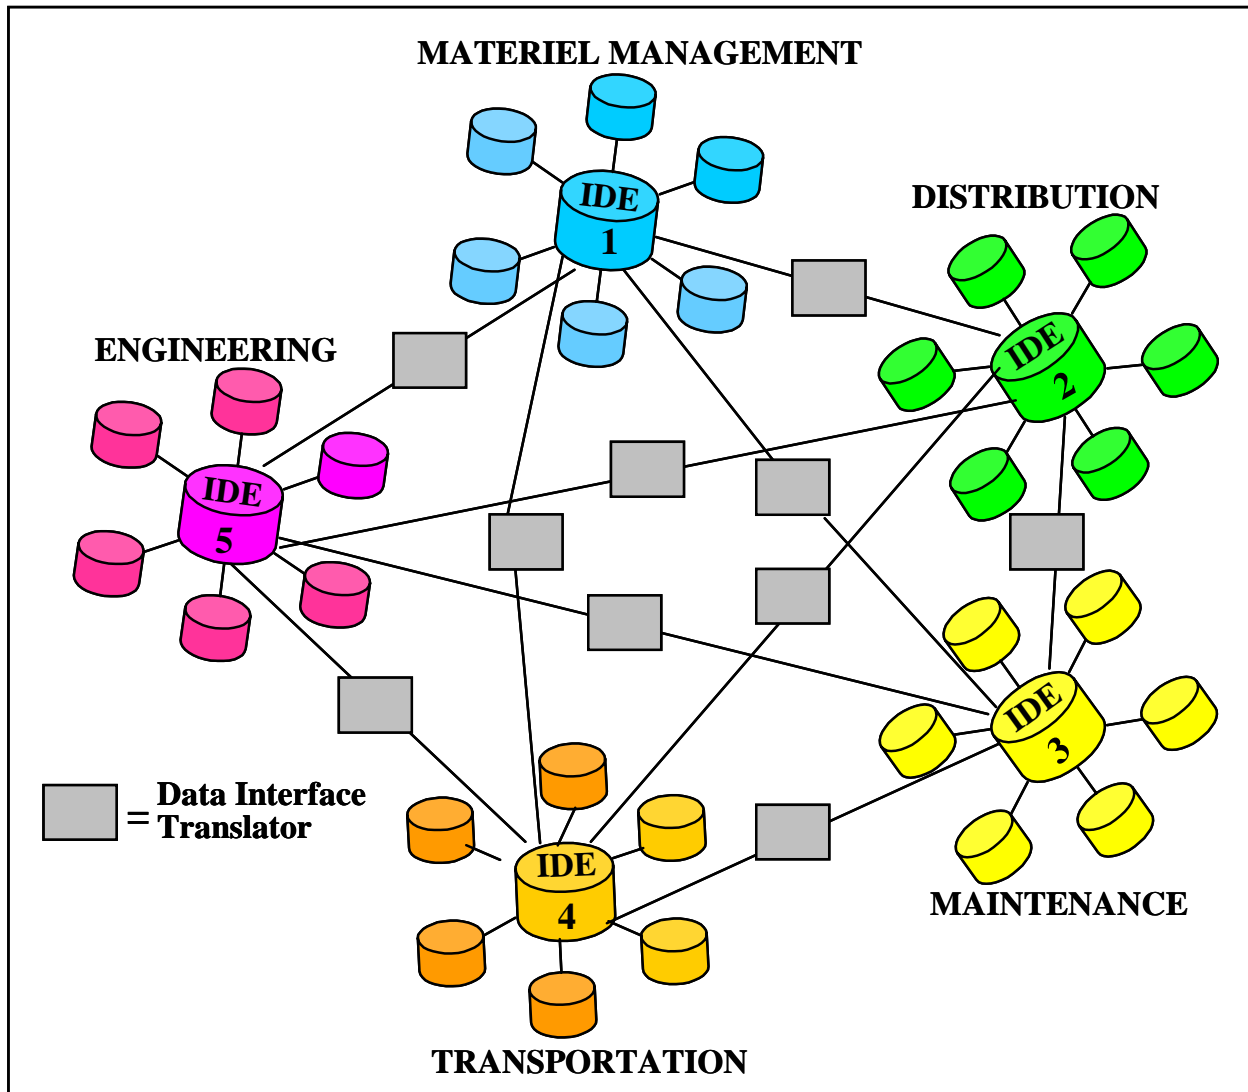 MATERIEL MANAGEMENT
IDE
1
DISTRIBUTION
IDE
2
ENGINEERING
IDE
5
IDE
3
= Data Interface
Translator
IDE
4
MAINTENANCE
TRANSPORTATION